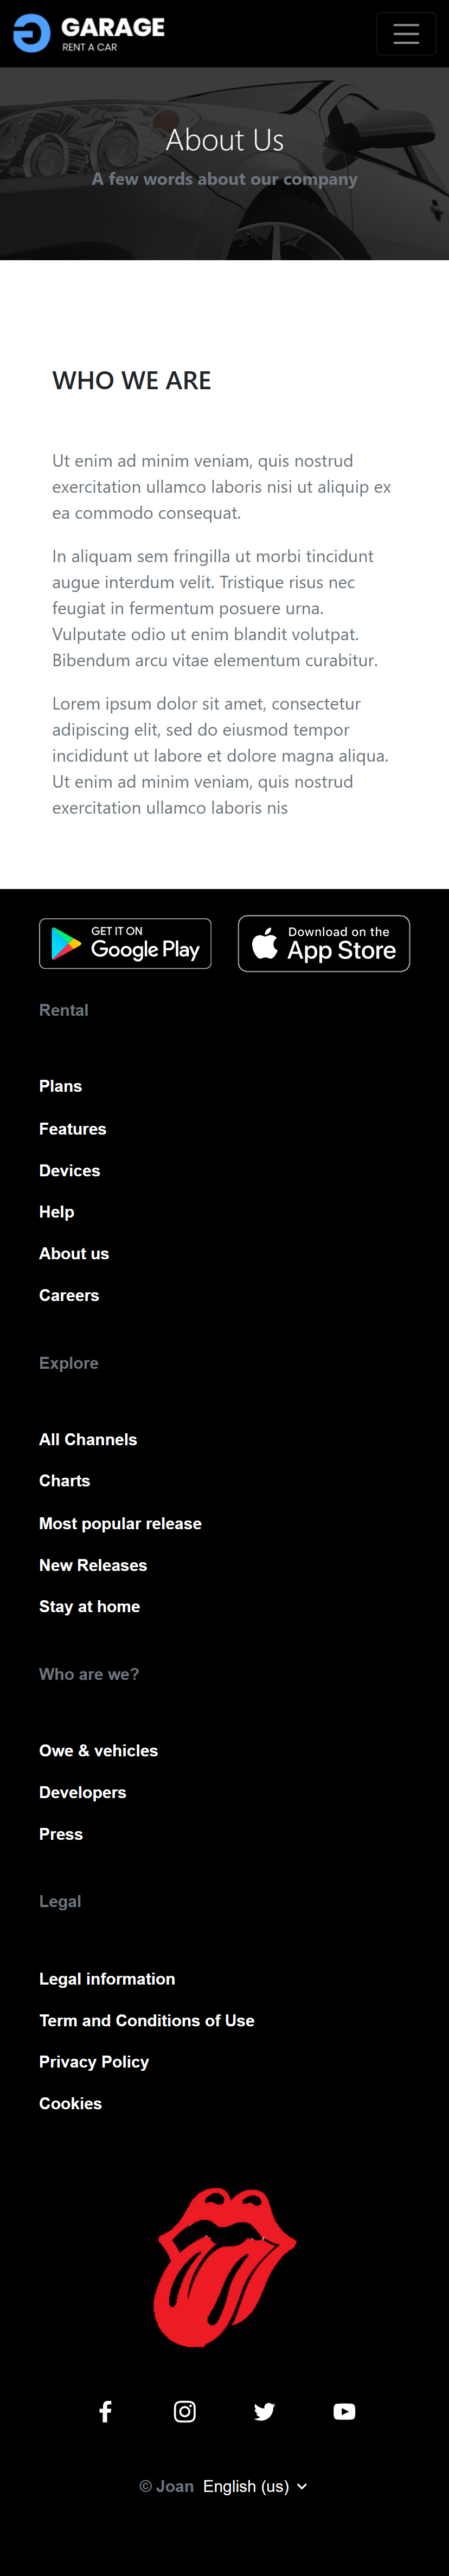 GARAGE
RENT A CAR
About Us
A few words about our company
WHO WE ARE
Ut enim ad minim veniam, quis nostrud
exercitation ullamco laboris nisi ut aliquip ex
ea commodo consequat.
In aliquam sem fringilla ut morbi tincidunt
augue interdum velit. Tristique risus nec
feugiat in fermentum posuere urna.
Vulputate odio ut enim blandit volutpat.
Bibendum arcu vitae elementum curabitur.
Lorem ipsum dolor sit amet, consectetur
adipiscing elit, sed do eiusmod tempor
incididunt ut labore et dolore magna aliqua.
Ut enim ad minim veniam, quis nostrud
exercitation ullamco laboris nis
GET IT ON
Google Play
Download on the
App Store
Rental
Plans
Features
Devices
Help
About us
Careers
Explore
All Channels
Charts
Most popular release
New Releases
Stay at home
Who are we?
Owe & vehicles
Developers
Press
Legal
Legal information
Term and Conditions of Use
Privacy Policy
Cookies
© Joan English (us)